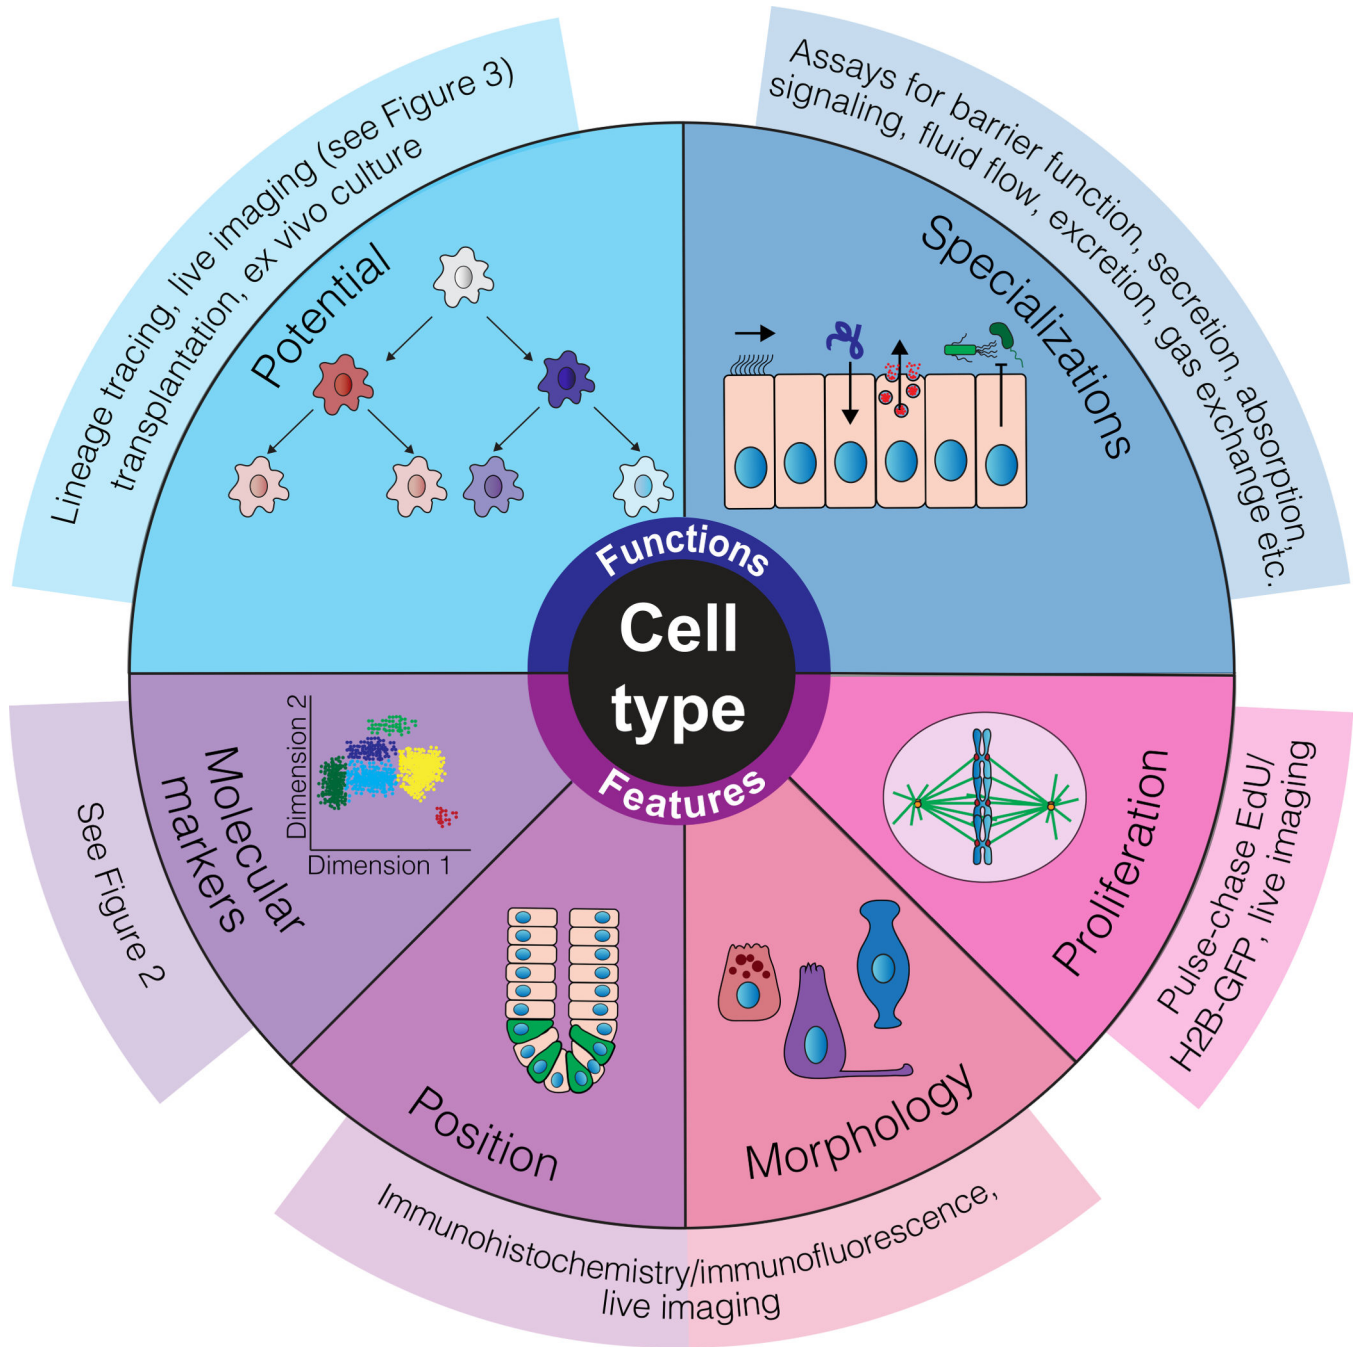 Lineage tracing, live imaging (see Figure 3)
transplantation, ex vivo culture
Potential
Assays for barrier function, secretion, absorption,
signaling, fluid flow, excretion, gas exchange etc.
Specializations
Functions
Cell
type
Features
Molecular
markers
Dimension 2
Dimension 1
See Figure 2
Position
Morphology
Immunohistochemistry/immunofluorescence,
live imaging
Proliferation
Pulse-chase EdU/
H2B-GFP, live imaging